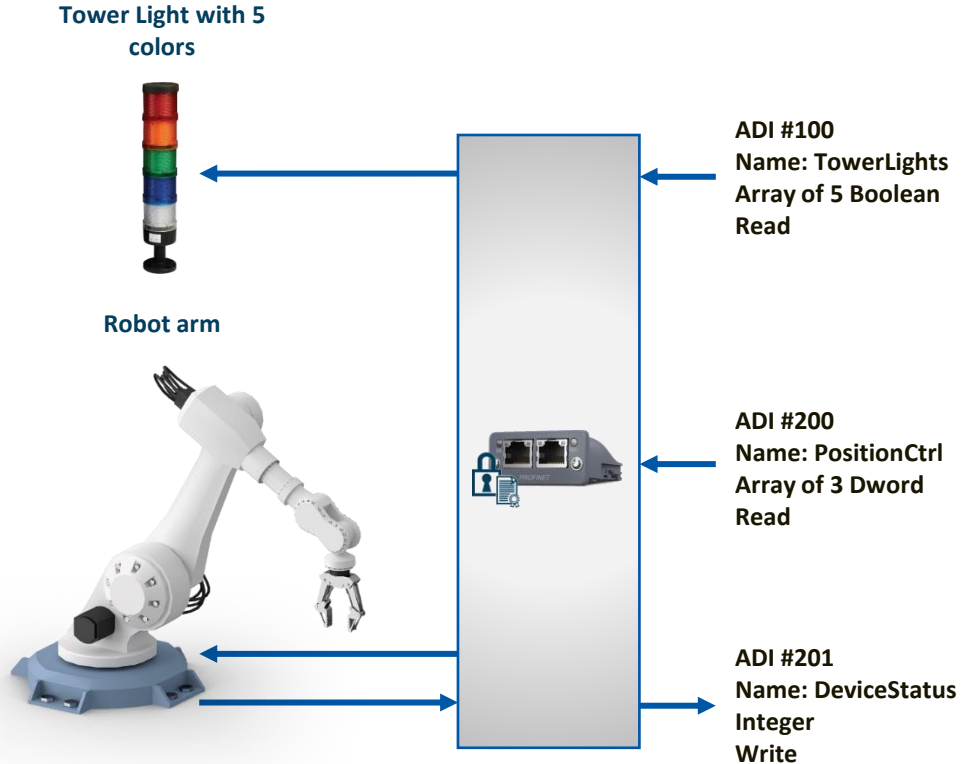 Tower Light with 5
colors
ADI #100
Name: TowerLights
Array of 5 Boolean
Read
Robot arm
ADI #200
Name: PositionCtrl
Array of 3 Dword
Read
PROFINET
ADI #201
Name: DeviceStatus
Integer
Write